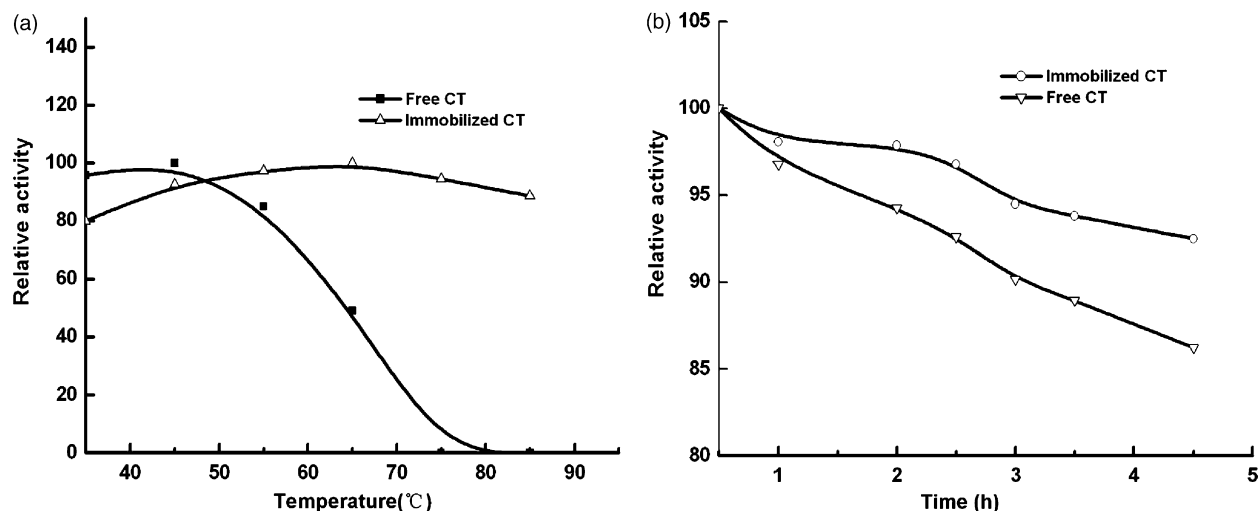 (a)
140
120
100
80
60
40
20
0
Free CT
Immobilized CT
Relative activity
40 50 60 70 80 90
Temperature(℃)
(b)
105
100
95
90
85
80
Immobilized CT
Free CT
Relative activity
1 2 3 4 5
Time (h)